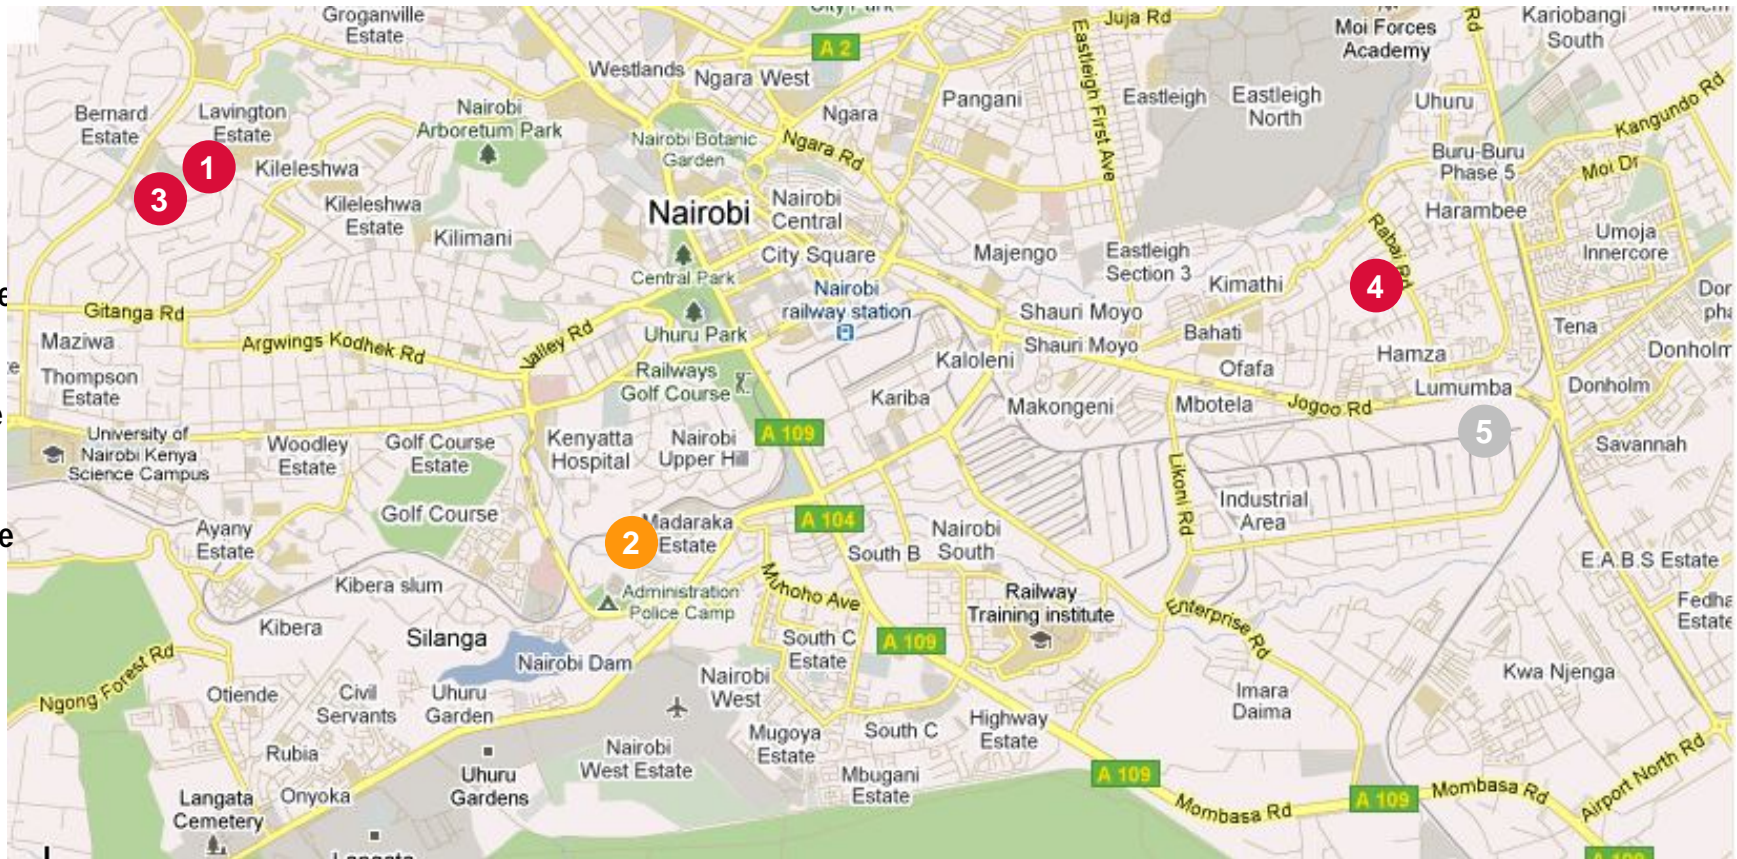 Groganville
Estate
City Park
Juja Rd
Rd
Moi Forces
Academy
Kariobangi
South
A 2
Westlands
Ngara West
Eastleigh First Ave
Bernard
Estate
Lavington
Estate
Nairobi
Arboretum Park
Ngara
Pangani
Eastleigh
Eastleigh
North
Uhuru
Kangundo Rd
Nairobi Botanic
Garden
Ngara Rd
1
3
Kileleshwa
Buru-Buru
Phase 5
Moi Dr
Kileleshwa
Estate
Nairobi
Nairobi
Central
Harambee
Kilimani
City Square
Majengo
Eastleigh
Section 3
Rabai Rd
Umoja
Innercore
Central Park
Kimathi
4
Nairobi
railway station
Gitanga Rd
Shauri Moyo
Maziwa
Argwings Kodhek Rd
Valley Rd
Uhuru Park
Shauri Moyo
Bahati
Tena
Kaloleni
Hamza
Donholm
Thompson
Estate
Railways
Golf Course
Ofafa
Lumumba
Donholm
Kariba
Makongeni
Mbotela
Jogoo Rd
5
University of
Nairobi Kenya
Science Campus
Woodley
Estate
Golf Course
Estate
Kenyatta
Hospital
Nairobi
Upper Hill
A 109
Savannah
Likoni Rd
Industrial
Area
Golf Course
Ayany
Estate
2
Madaraka
Estate
A 104
South B
Nairobi
South
E.A.B.S Estate
Kibera slum
Administration
Police Camp
Muhoho Ave
Railway
Training institute
Enterprise Rd
Fedha
Estate
Kibera
Silanga
South C
Estate
A 109
Ngong Forest Rd
Nairobi Dam
Kwa Njenga
Otiende
Civil
Servants
Uhuru
Garden
Nairobi
West
Imara
Daima
South C
Highway
Estate
Rubia
Nairobi
West Estate
Mugoya
Estate
Uhuru
Gardens
Mbugani
Estate
A 109
Airport North Rd
Langata
Cemetery
Onyoka
Mombasa Rd
A 109
Mombasa Rd
Langata
A 109